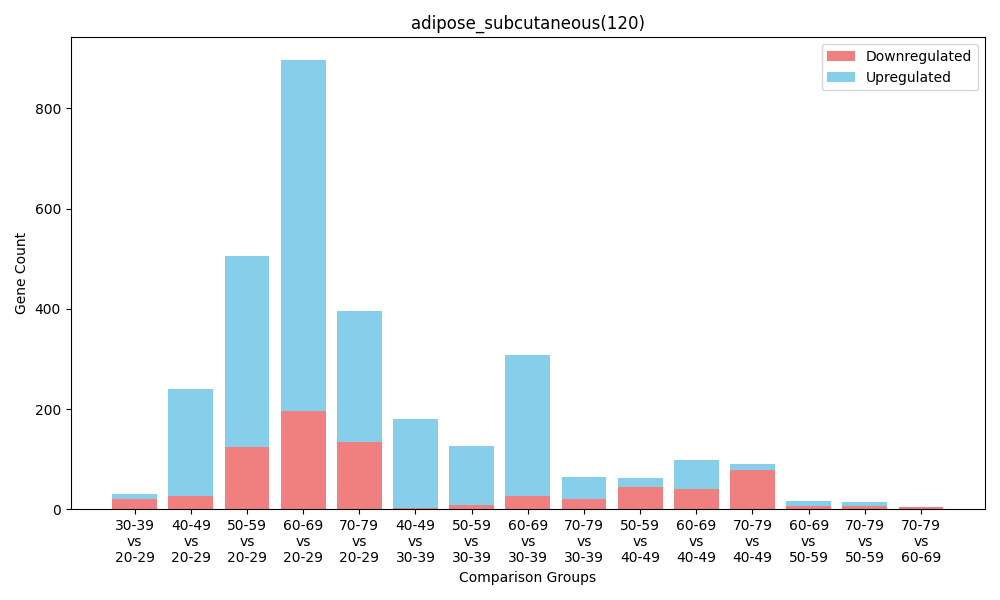 adipose_subcutaneous(120)
Downregulated
Upregulated
Gene Count
800
600
400
200
0
30-39 40-49 50-59 60-69 70-79 40-49 50-59 60-69 70-79 50-59 60-69 70-79 60-69 70-79 70-79
vs vs vs vs vs vs vs vs vs vs vs vs vs vs vs
20-29 20-29 20-29 20-29 20-29 30-39 30-39 30-39 30-39 40-49 40-49 40-49 50-59 50-59 60-69
Comparison Groups